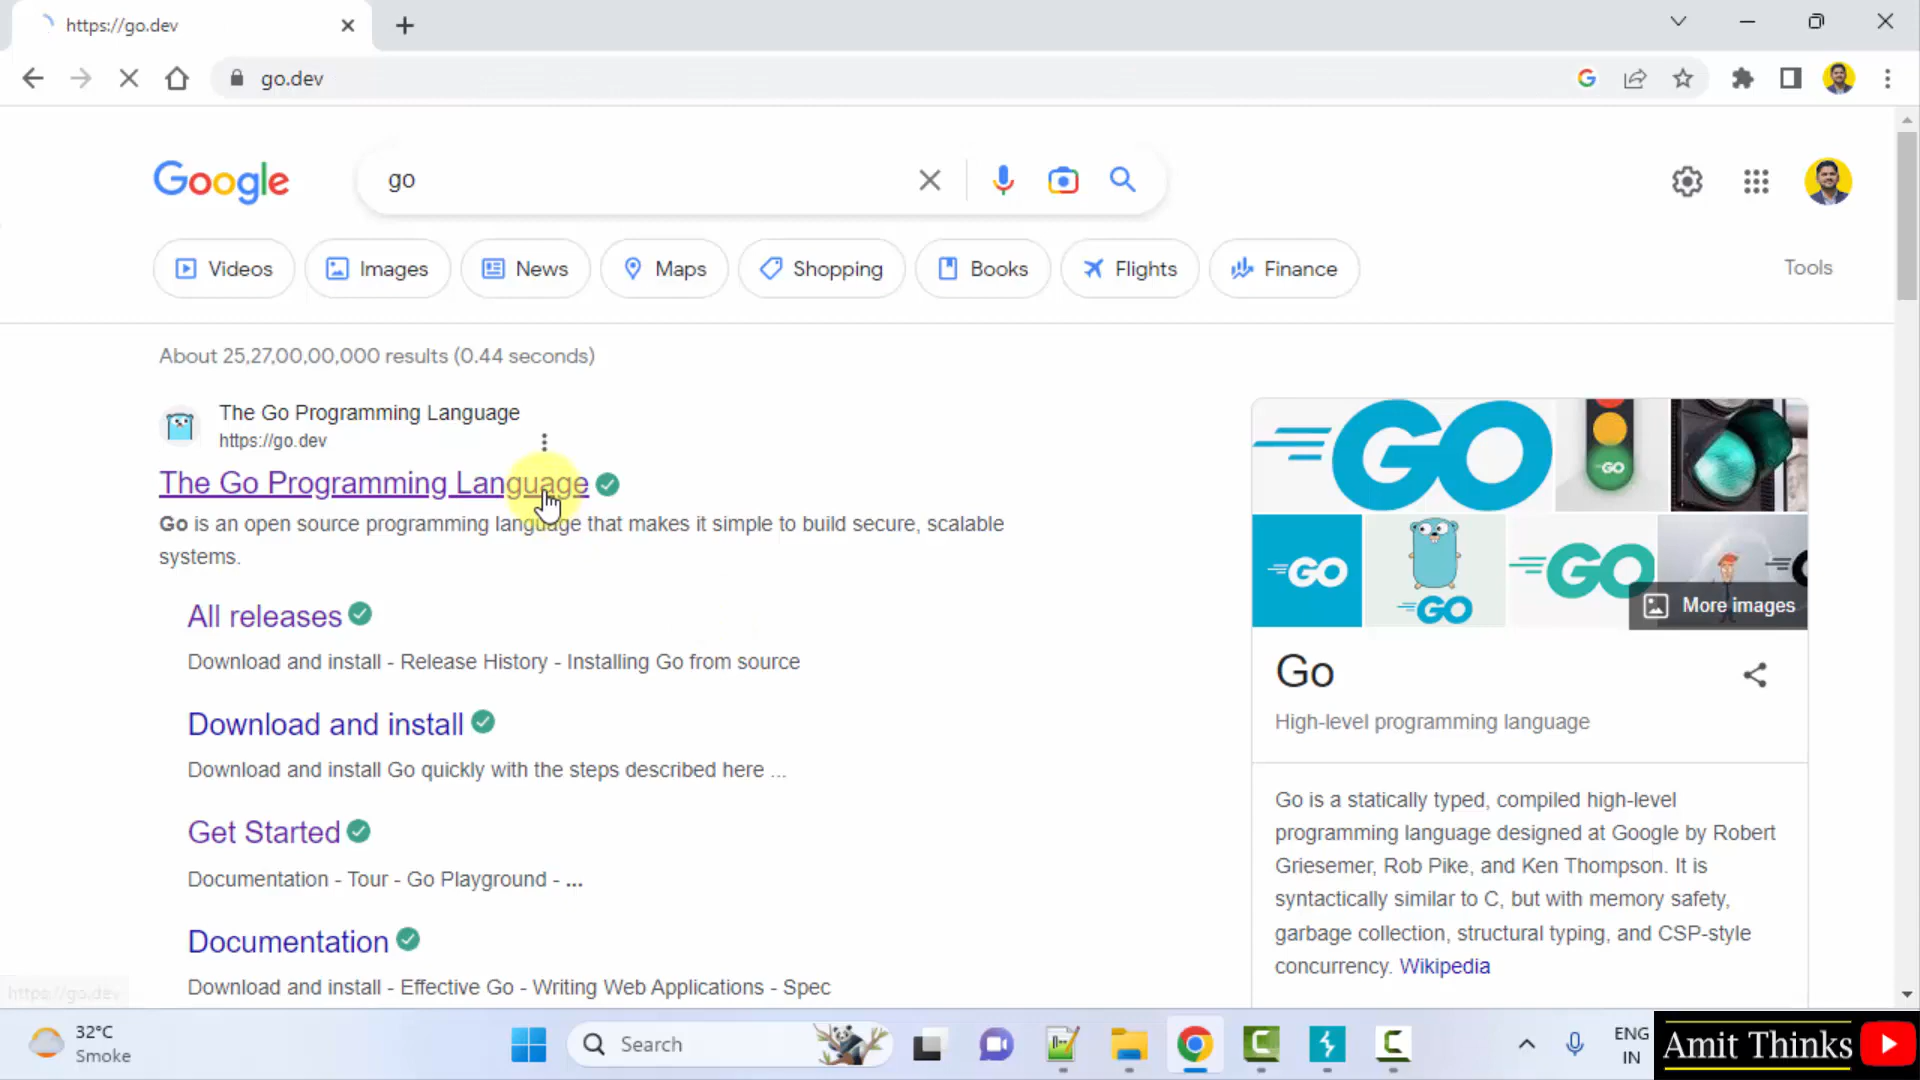 https://go.dev
go.dev
Google
go
Videos
Images
News
Maps
Shopping
Books
Flights
Finance
Tools
About 25,27,00,00,000 results (0.44 seconds)
The Go Programming Language
https://go.dev
The Go Programming Language
Go is an open source programming language that makes it simple to build secure, scalable
systems.
All releases
Download and install - Release History - Installing Go from source
Download and install
Download and install Go quickly with the steps described here ...
Get Started
Documentation - Tour - Go Playground - ...
Documentation
Download and install - Effective Go - Writing Web Applications - Spec
GO
GO
GO
GO
GO
More images
Go
High-level programming language
Go is a statically typed, compiled high-level
programming language designed at Google by Robert
Griesemer, Rob Pike, and Ken Thompson. It is
syntactically similar to C, but with memory safety,
garbage collection, structural typing, and CSP-style
concurrency. Wikipedia
https://go.dev
32°C
Smoke
Search
ENG
IN
Amit Thinks